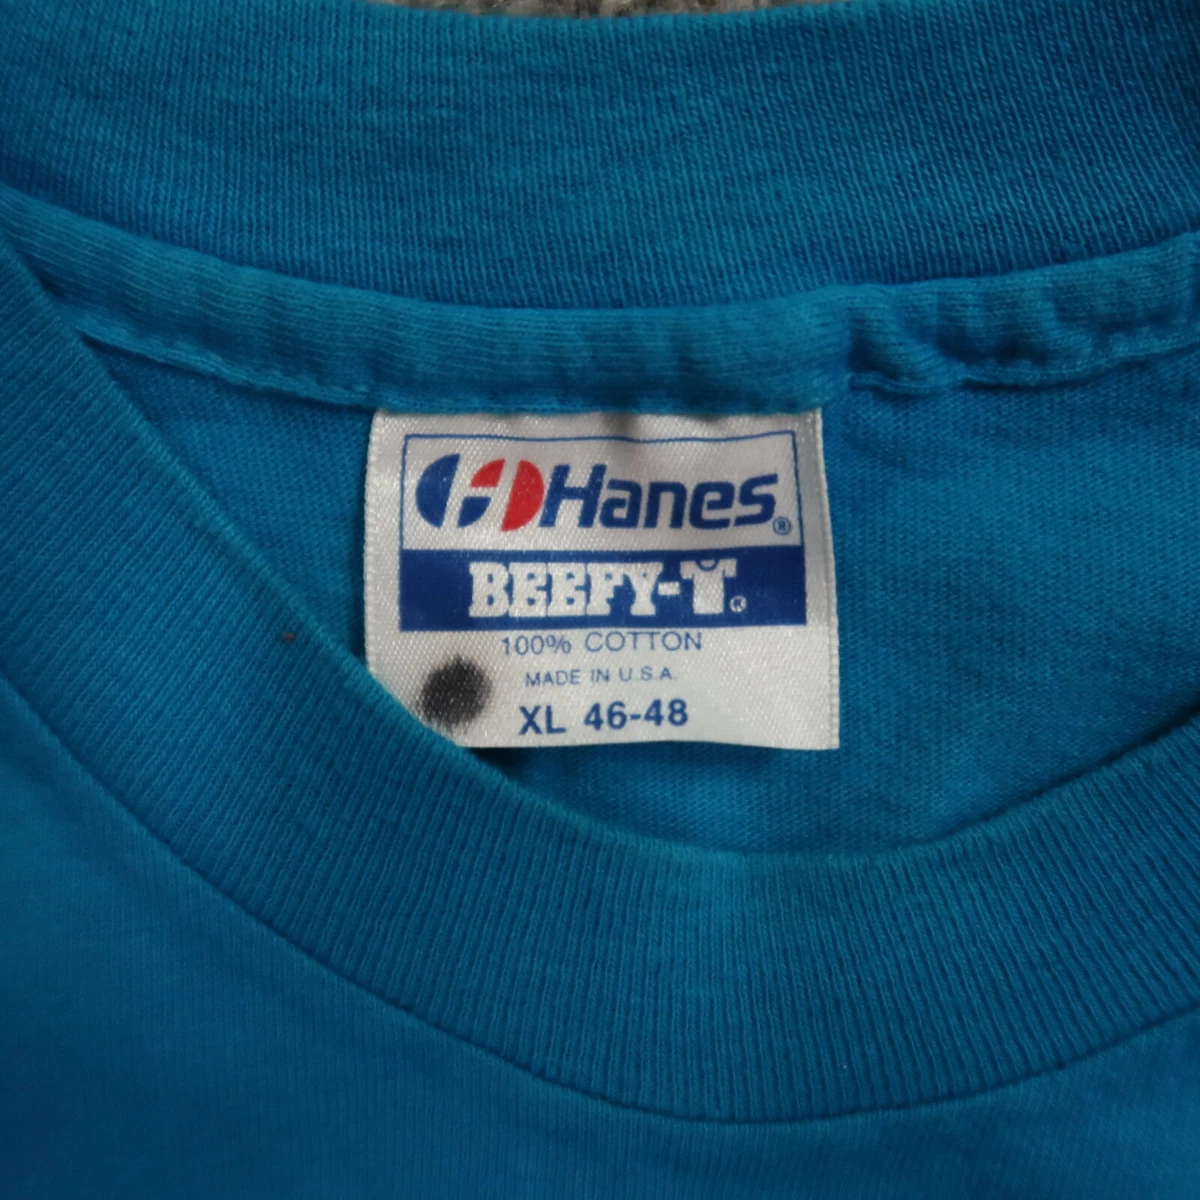 Hanes®
BEEFY-T®
100% COTTON
MADE IN U.S.A.
XL 46-48